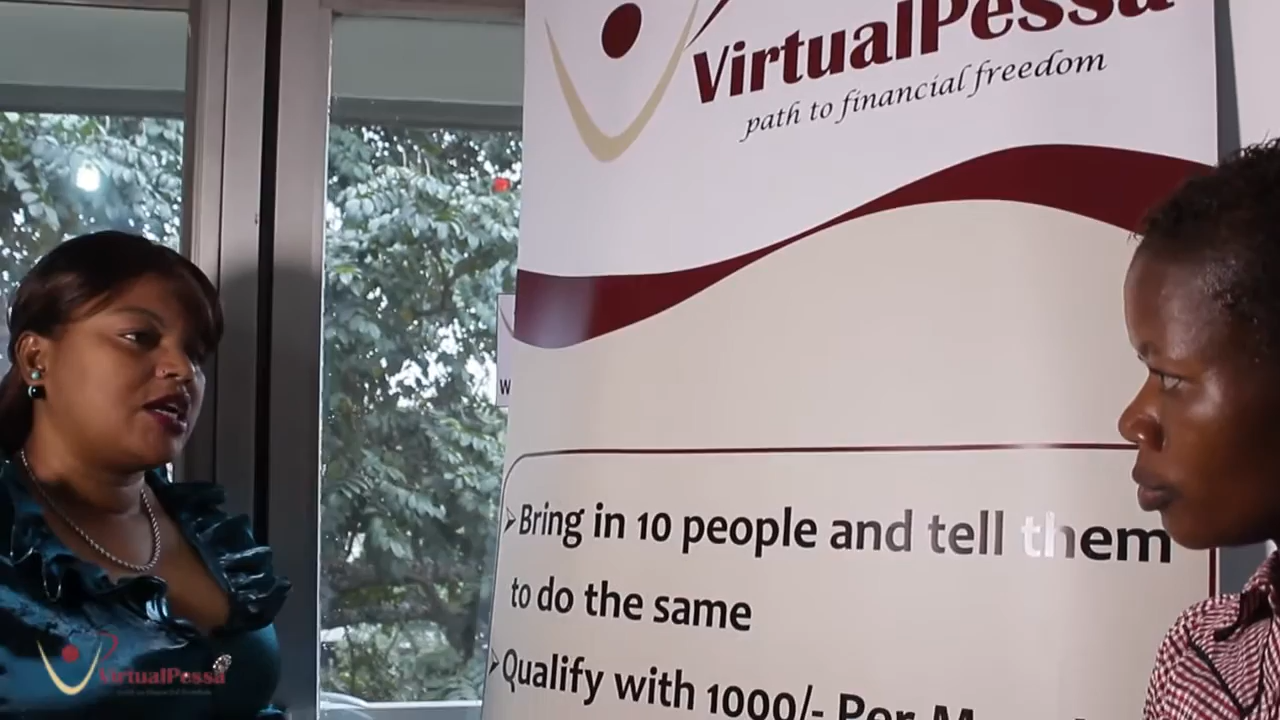 VirtualPessa
path to financial freedom
W
Bring in 10 people and tell them
to do the same
Qualify with 1000/- Per M
VirtualPessa